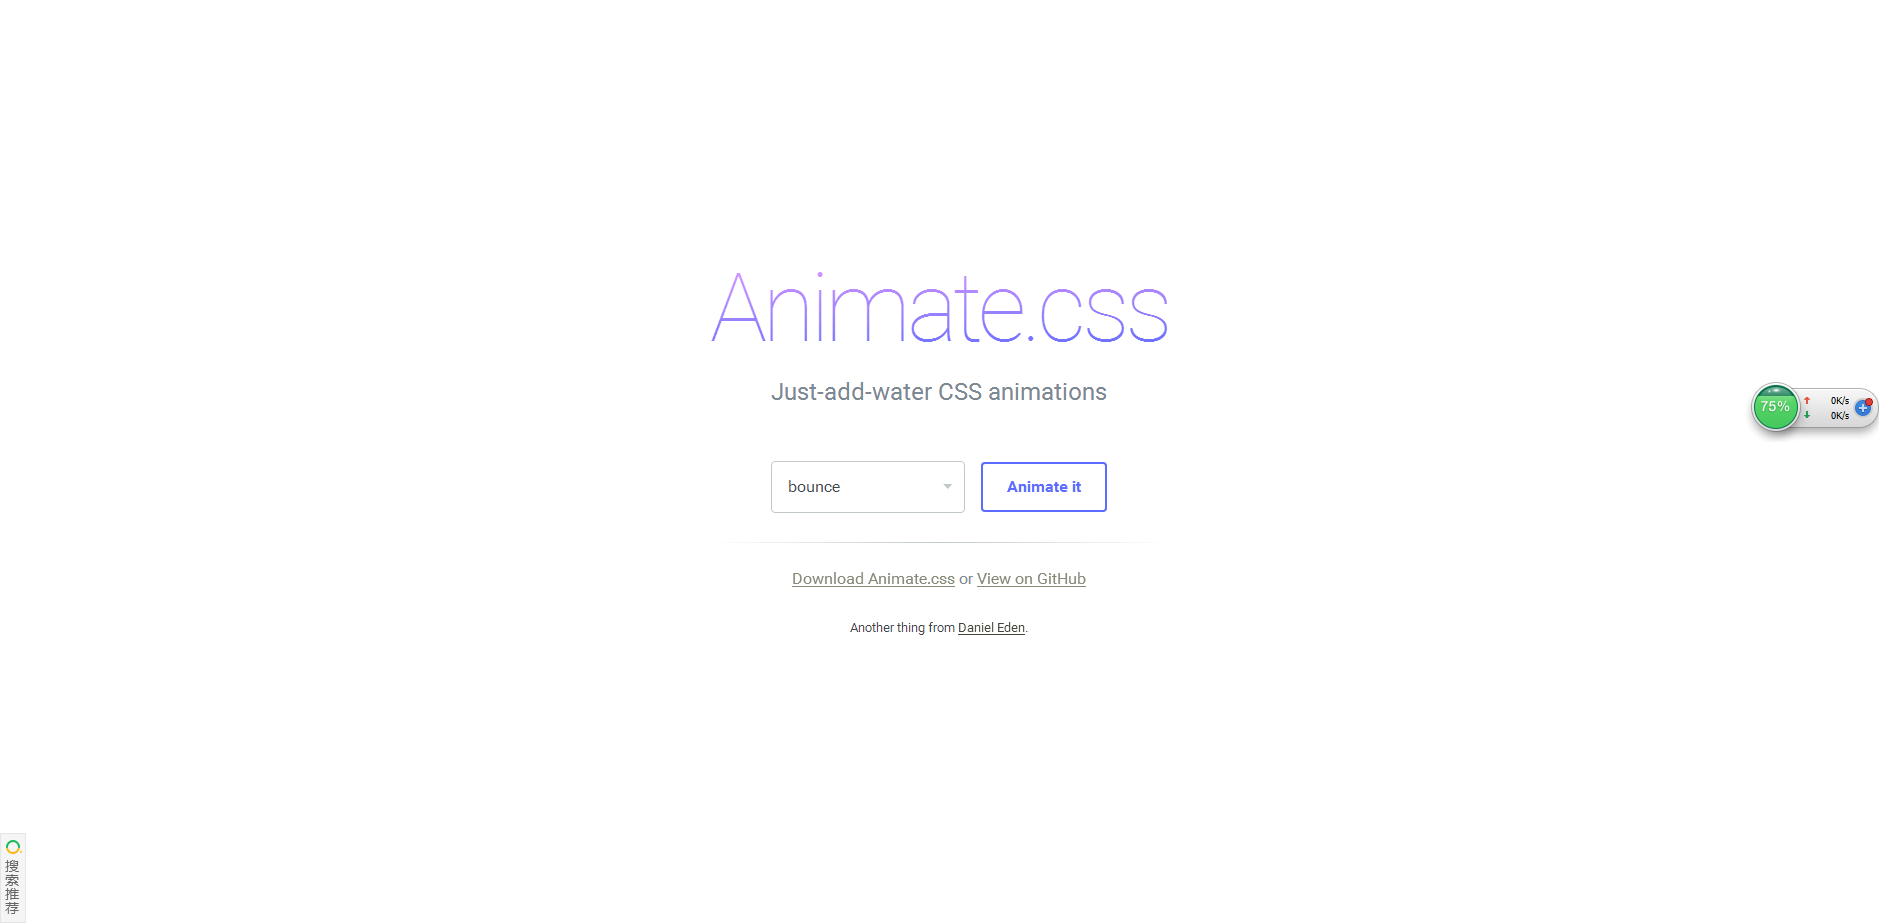 Animate.css
Just-add-water CSS animations
75%
0K/s
0K/s
bounce
Animate it
Download Animate.css or View on GitHub
Another thing from Daniel Eden.
搜索推荐